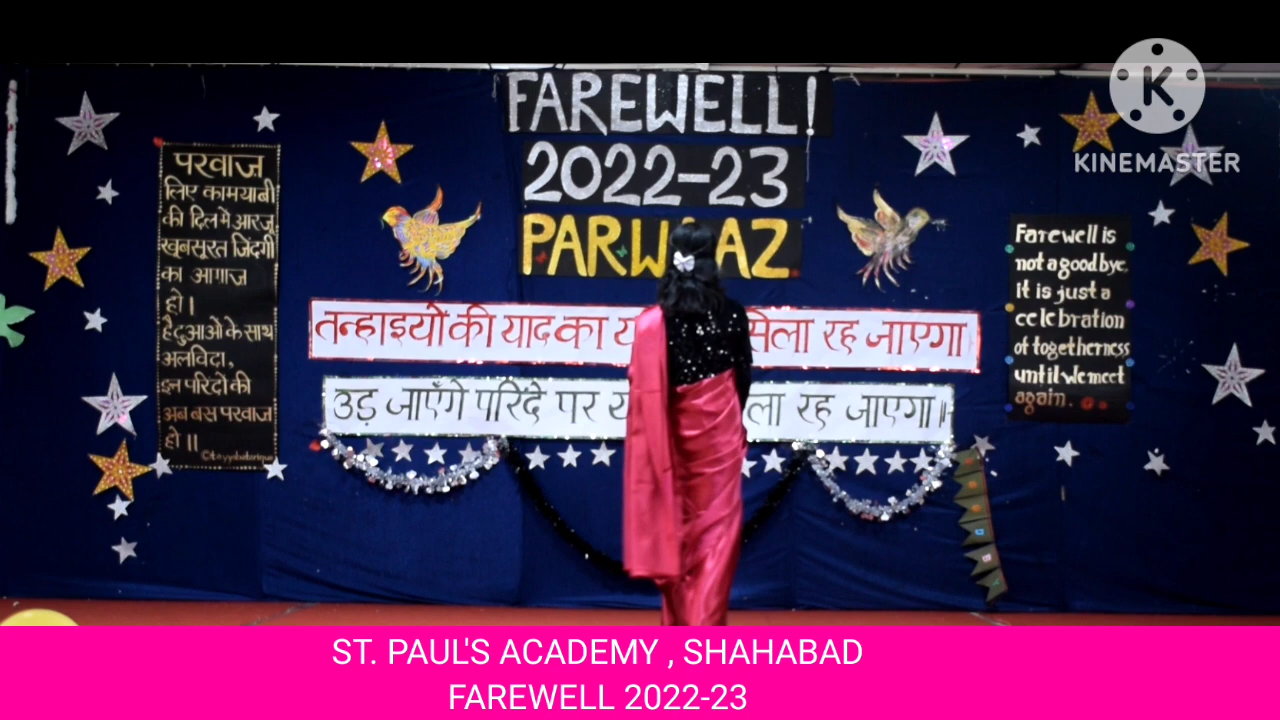 FAREWELL!
2022-23
PARW AZ
परवाज
लिए कामयाबी
की दिल मे आरजू
खूबसूरत जिंदगी
का आगाज
हो।
है दुआओ के साथ
अलविदा,
इन परिंदो की
अब बस परवाज
हो॥
तन्हाइयो की याद का रह जाएगा
उड़ जाएँगे परिंदे पर रह जाएगा॥
Farewell is
not a good bye,
it is just a
celebration
of togetherness
until we meet
again.
K
KINEMASTER
ST. PAUL'S ACADEMY , SHAHABAD
FAREWELL 2022-23